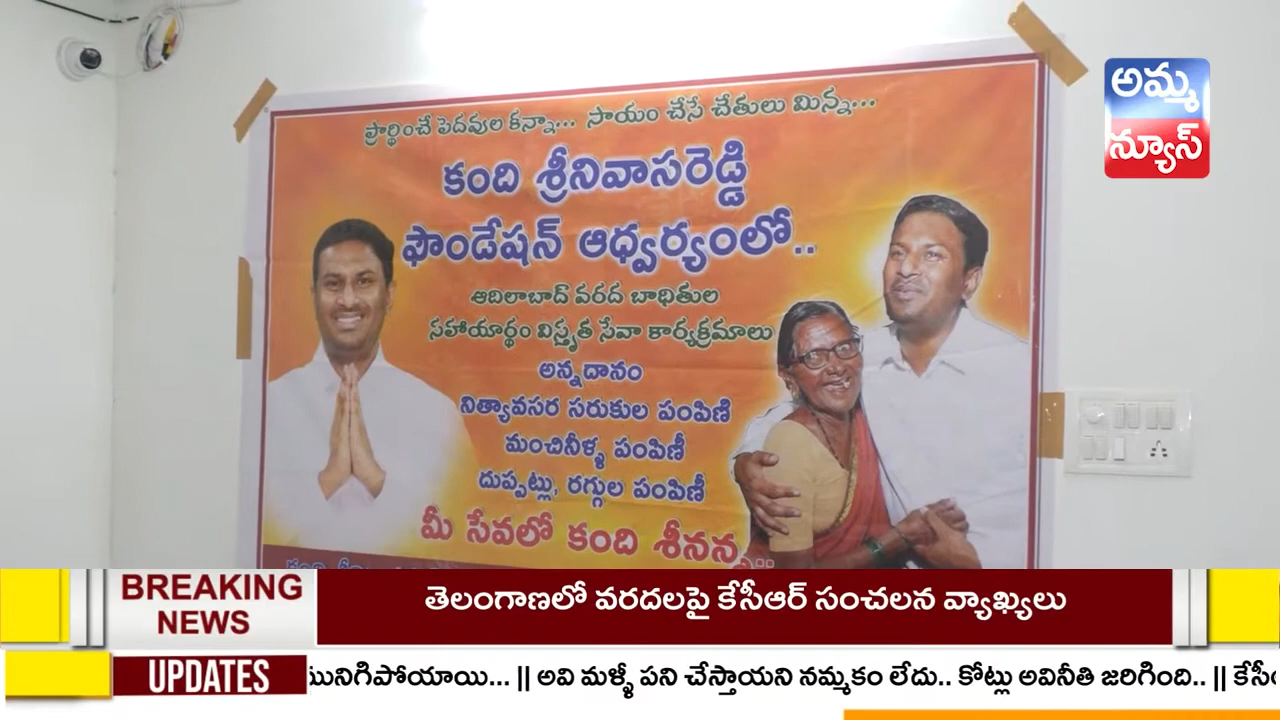 ప్రార్థించే పెదవుల కన్నా... సాయం చేసే చేతులు మిన్న...
అమ్మ
న్యూస్
కంది శ్రీనివాసరెడ్డి
ఫౌండేషన్ ఆధ్వర్యంలో..
ఆదిలాబాద్ వరద బాధితుల
సహాయార్థం విస్తృత సేవా కార్యక్రమాలు
అన్నదానం
నిత్యావసర సరుకుల పంపిణి
మంచినీళ్ళ పంపిణీ
దుప్పట్లు, రగ్గుల పంపిణీ
మీ సేవలో కంది శీనన్న..
BREAKING
NEWS
తెలంగాణలో వరదలపై కేసీఆర్ సంచలన వ్యాఖ్యలు
UPDATES
మునిగిపోయాయి... || అవి మళ్ళీ పని చేస్తాయని నమ్మకం లేదు.. కోట్లు అవినీతి జరిగింది.. ||